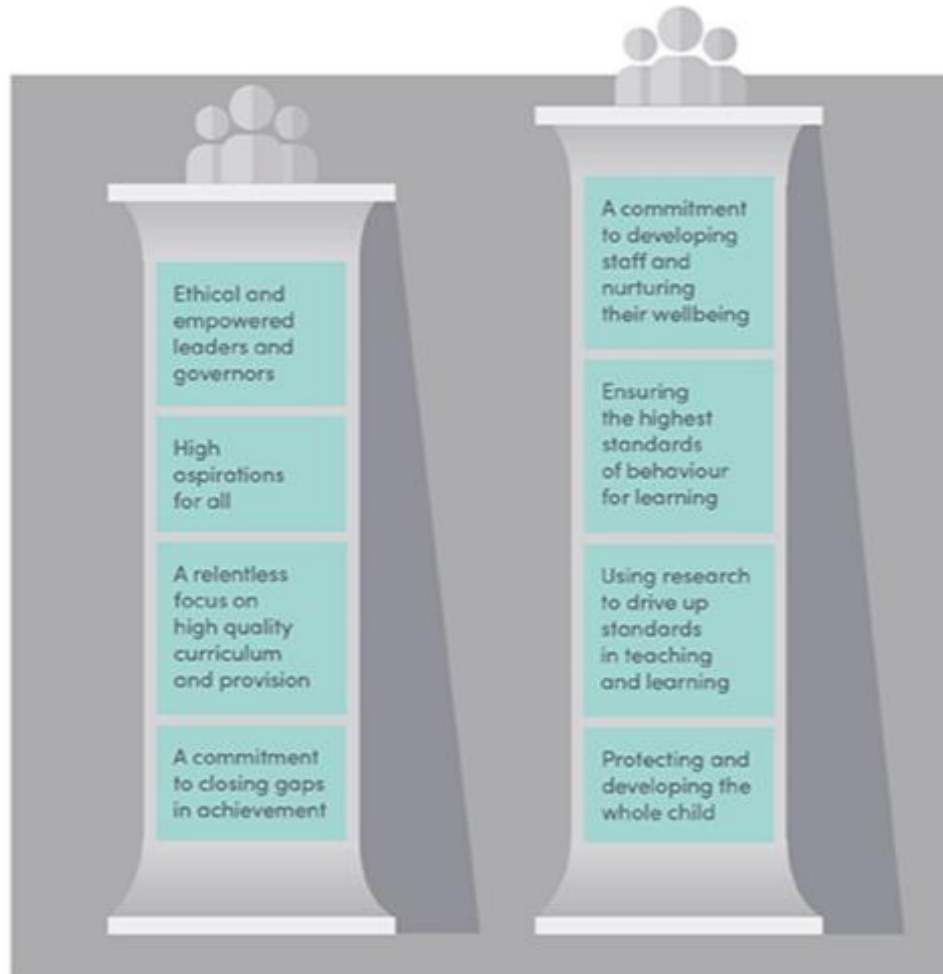 Ethical and
empowered
leaders and
governors
High
aspirations
for all
A relentless
focus on
high quality
curriculum
and provision
A commitment
to closing gaps
in achievement
A commitment
to developing
staff and
nurturing
their wellbeing
Ensuring
the highest
standards
of behaviour
for learning
Using research
to drive up
standards
in teaching
and learning
Protecting and
developing the
whole child